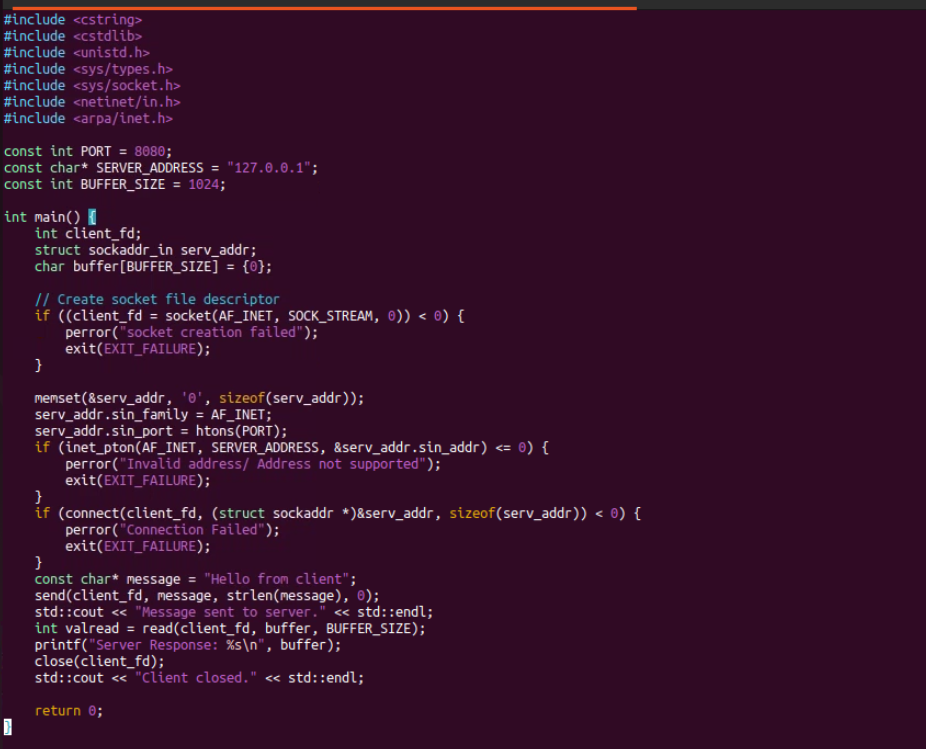 #include <cstring>
#include <cstdlib>
#include <unistd.h>
#include <sys/types.h>
#include <sys/socket.h>
#include <netinet/in.h>
#include <arpa/inet.h>

const int PORT = 8080;
const char* SERVER_ADDRESS = "127.0.0.1";
const int BUFFER_SIZE = 1024;

int main() {
    int client_fd;
    struct sockaddr_in serv_addr;
    char buffer[BUFFER_SIZE] = {0};

    // Create socket file descriptor
    if ((client_fd = socket(AF_INET, SOCK_STREAM, 0)) < 0) {
        perror("socket creation failed");
        exit(EXIT_FAILURE);
    }

    memset(&serv_addr, '0', sizeof(serv_addr));
    serv_addr.sin_family = AF_INET;
    serv_addr.sin_port = htons(PORT);
    if (inet_pton(AF_INET, SERVER_ADDRESS, &serv_addr.sin_addr) <= 0) {
        perror("Invalid address/ Address not supported");
        exit(EXIT_FAILURE);
    }
    if (connect(client_fd, (struct sockaddr *)&serv_addr, sizeof(serv_addr)) < 0) {
        perror("Connection Failed");
        exit(EXIT_FAILURE);
    }
    const char* message = "Hello from client";
    send(client_fd, message, strlen(message), 0);
    std::cout << "Message sent to server." << std::endl;
    int valread = read(client_fd, buffer, BUFFER_SIZE);
    printf("Server Response: %s\n", buffer);
    close(client_fd);
    std::cout << "Client closed." << std::endl;

    return 0;
}